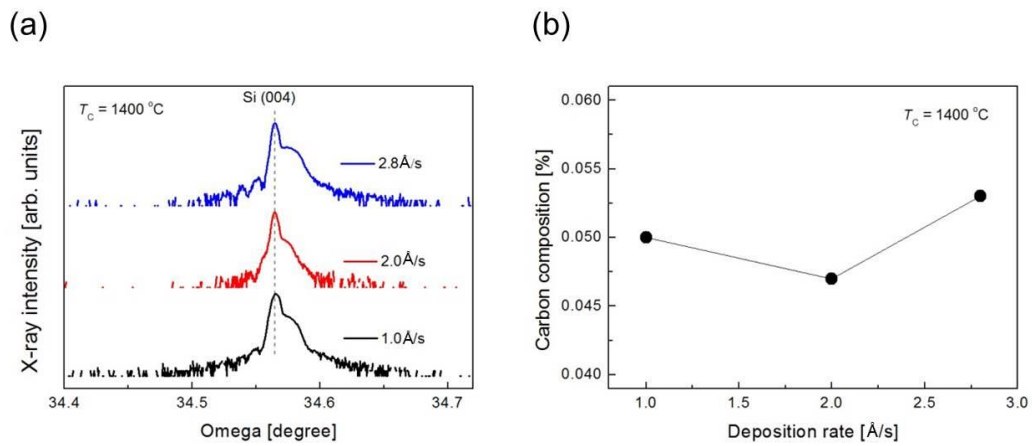 (a)
(b)
T_C = 1400 °C
Si (004)
2.8Å/s
2.0Å/s
1.0Å/s
X-ray intensity [arb. units]
34.4 34.5 34.6 34.7
Omega [degree]
T_C = 1400 °C
0.060
0.055
0.050
0.045
0.040
Carbon composition [%]
1.0 1.5 2.0 2.5 3.0
Deposition rate [Å/s]